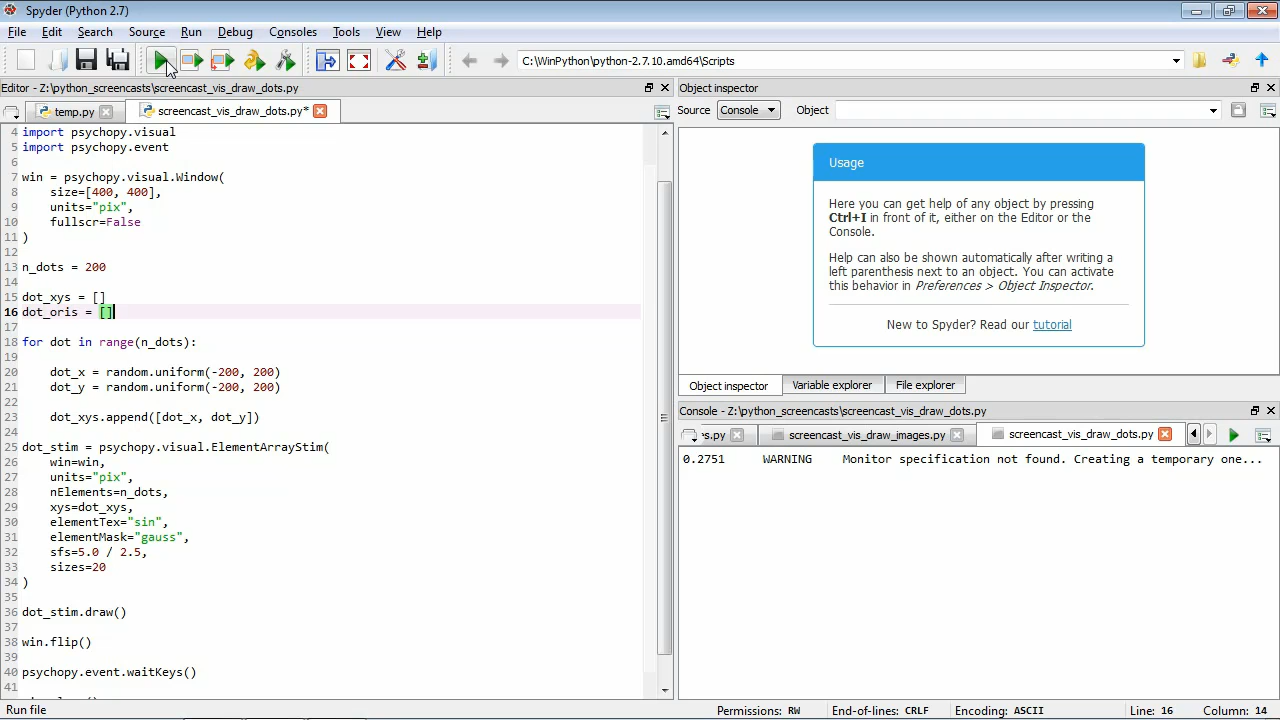 Spyder (Python 2.7)
File Edit Search Source Run Debug Consoles Tools View Help
C:\WinPython\python-2.7.10.amd64\Scripts
Editor - Z:\python_screencasts\screencast_vis_draw_dots.py
temp.py screencast_vis_draw_dots.py*
4 import psychopy.visual
5 import psychopy.event
6
7 win = psychopy.visual.Window(
8 size=[400, 400],
9 units="pix",
10 fullscr=False
11 )
12
13 n_dots = 200
14
15 dot_xys = []
16 dot_oris = []
17
18 for dot in range(n_dots):
19
20 dot_x = random.uniform(-200, 200)
21 dot_y = random.uniform(-200, 200)
22
23 dot_xys.append([dot_x, dot_y])
24
25 dot_stim = psychopy.visual.ElementArrayStim(
26 win=win,
27 units="pix",
28 nElements=n_dots,
29 xys=dot_xys,
30 elementTex="sin",
31 elementMask="gauss",
32 sfs=5.0 / 2.5,
33 sizes=20
34 )
35
36 dot_stim.draw()
37
38 win.flip()
39
40 psychopy.event.waitKeys()
41
Object inspector
Source Console Object
Usage
Here you can get help of any object by pressing
Ctrl+I in front of it, either on the Editor or the
Console.
Help can also be shown automatically after writing a
left parenthesis next to an object. You can activate
this behavior in Preferences > Object Inspector.
New to Spyder? Read our tutorial
Object inspector Variable explorer File explorer
Console - Z:\python_screencasts\screencast_vis_draw_dots.py
s.py screencast_vis_draw_images.py screencast_vis_draw_dots.py
0.2751 WARNING Monitor specification not found. Creating a temporary one...
Run file Permissions: RW End-of-lines: CRLF Encoding: ASCII Line: 16 Column: 14